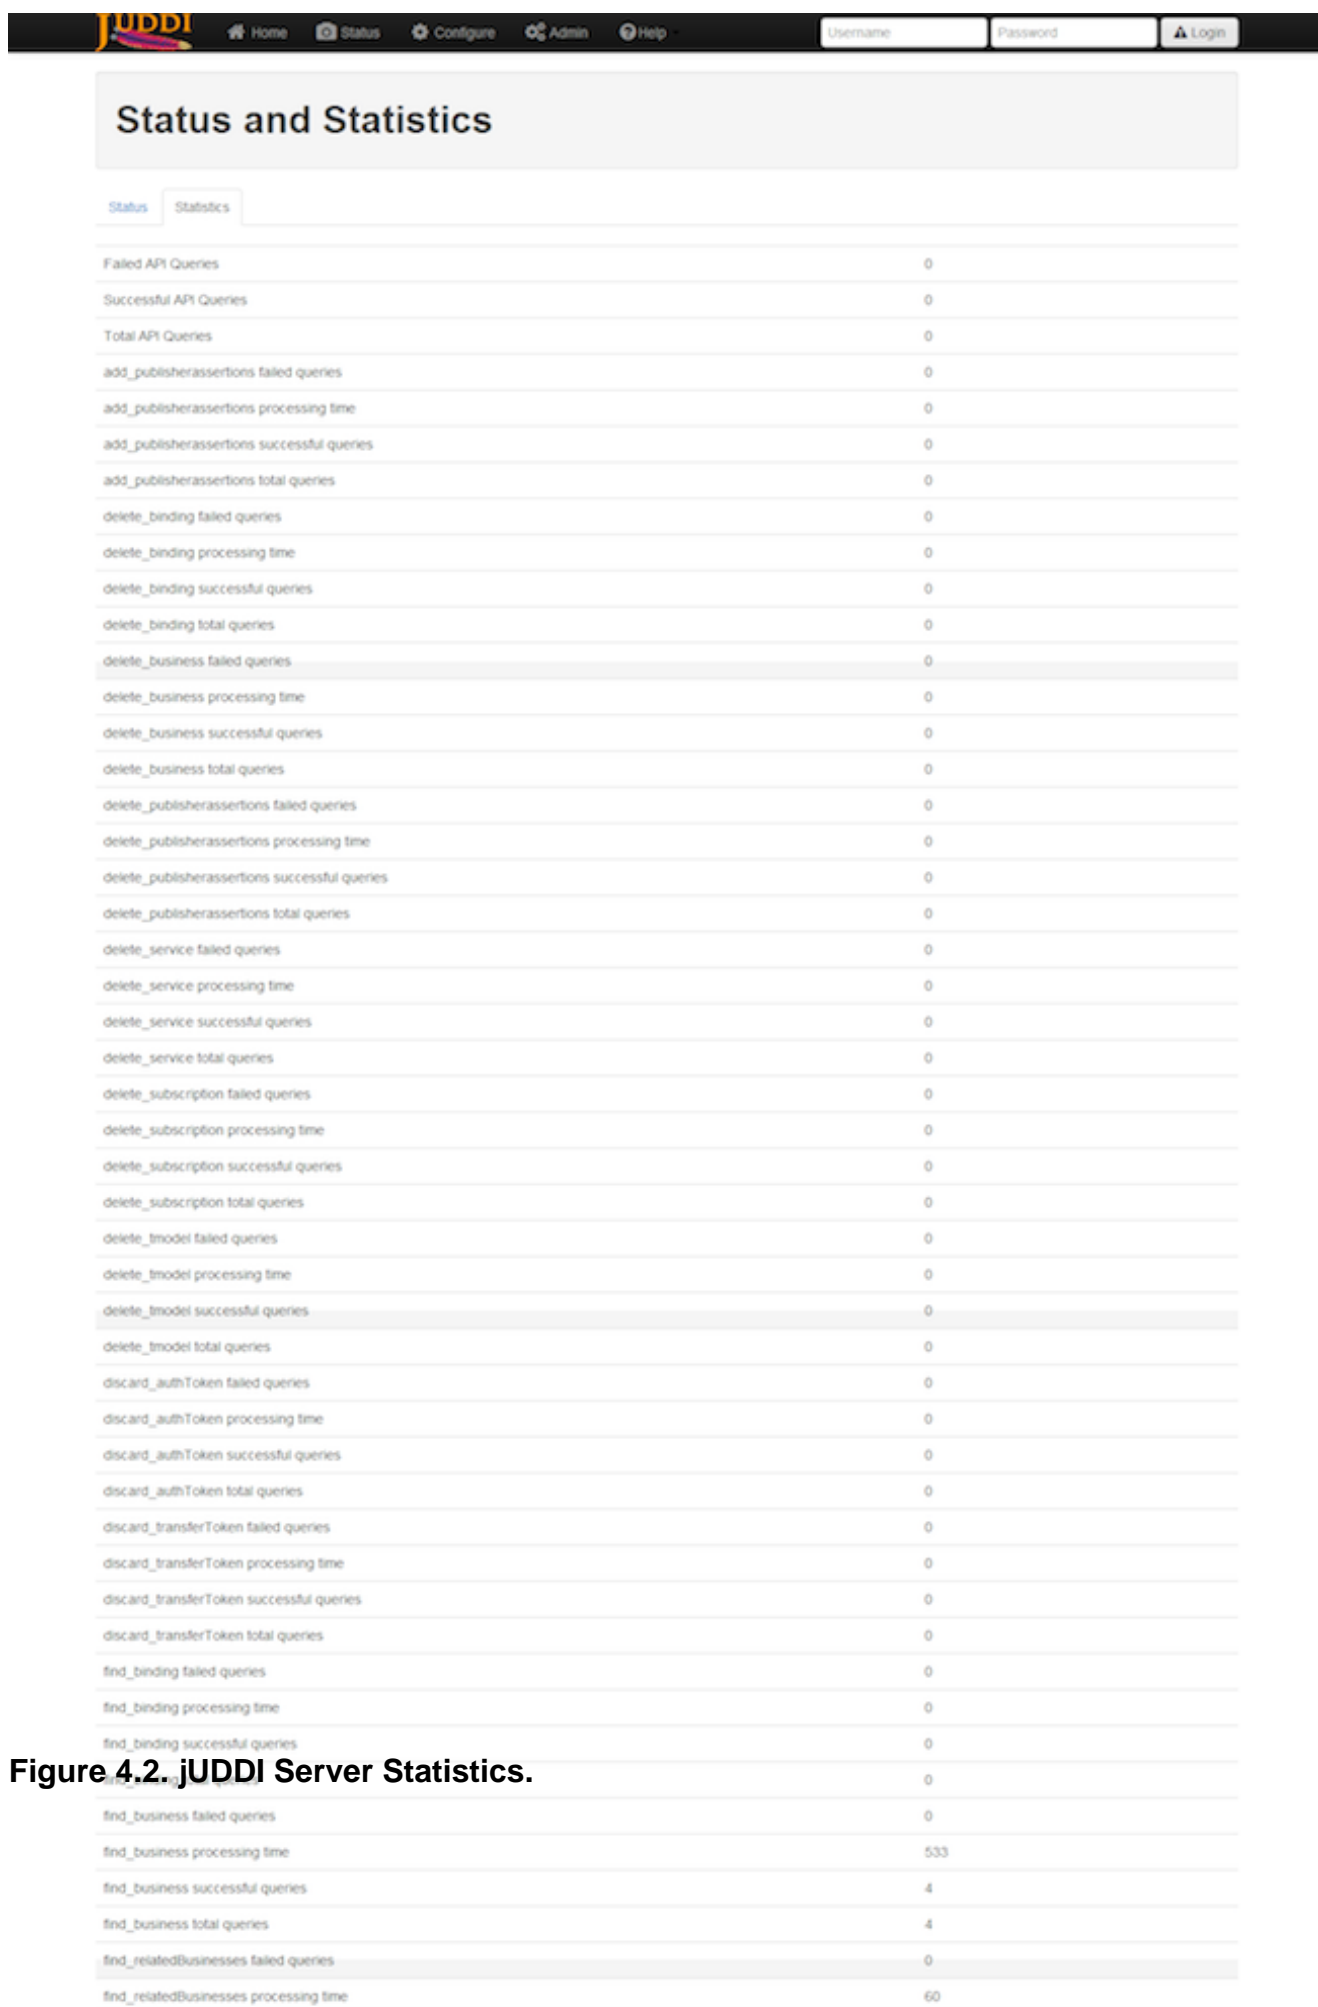 jUDDI Home Status Configure Admin Help Username Password Login
Status and Statistics
Status Statistics
Failed API Queries 0
Successful API Queries 0
Total API Queries 0
add_publisherassertions failed queries 0
add_publisherassertions processing time 0
add_publisherassertions successful queries 0
add_publisherassertions total queries 0
delete_binding failed queries 0
delete_binding processing time 0
delete_binding successful queries 0
delete_binding total queries 0
delete_business failed queries 0
delete_business processing time 0
delete_business successful queries 0
delete_business total queries 0
delete_publisherassertions failed queries 0
delete_publisherassertions processing time 0
delete_publisherassertions successful queries 0
delete_publisherassertions total queries 0
delete_service failed queries 0
delete_service processing time 0
delete_service successful queries 0
delete_service total queries 0
delete_subscription failed queries 0
delete_subscription processing time 0
delete_subscription successful queries 0
delete_subscription total queries 0
delete_tmodel failed queries 0
delete_tmodel processing time 0
delete_tmodel successful queries 0
delete_tmodel total queries 0
discard_authToken failed queries 0
discard_authToken processing time 0
discard_authToken successful queries 0
discard_authToken total queries 0
discard_transferToken failed queries 0
discard_transferToken processing time 0
discard_transferToken successful queries 0
discard_transferToken total queries 0
find_binding failed queries 0
find_binding processing time 0
find_binding successful queries 0
Figure 4.2. jUDDI Server Statistics.
0
find_business failed queries 0
find_business processing time 533
find_business successful queries 4
find_business total queries 4
find_relatedBusinesses failed queries 0
find_relatedBusinesses processing time 60